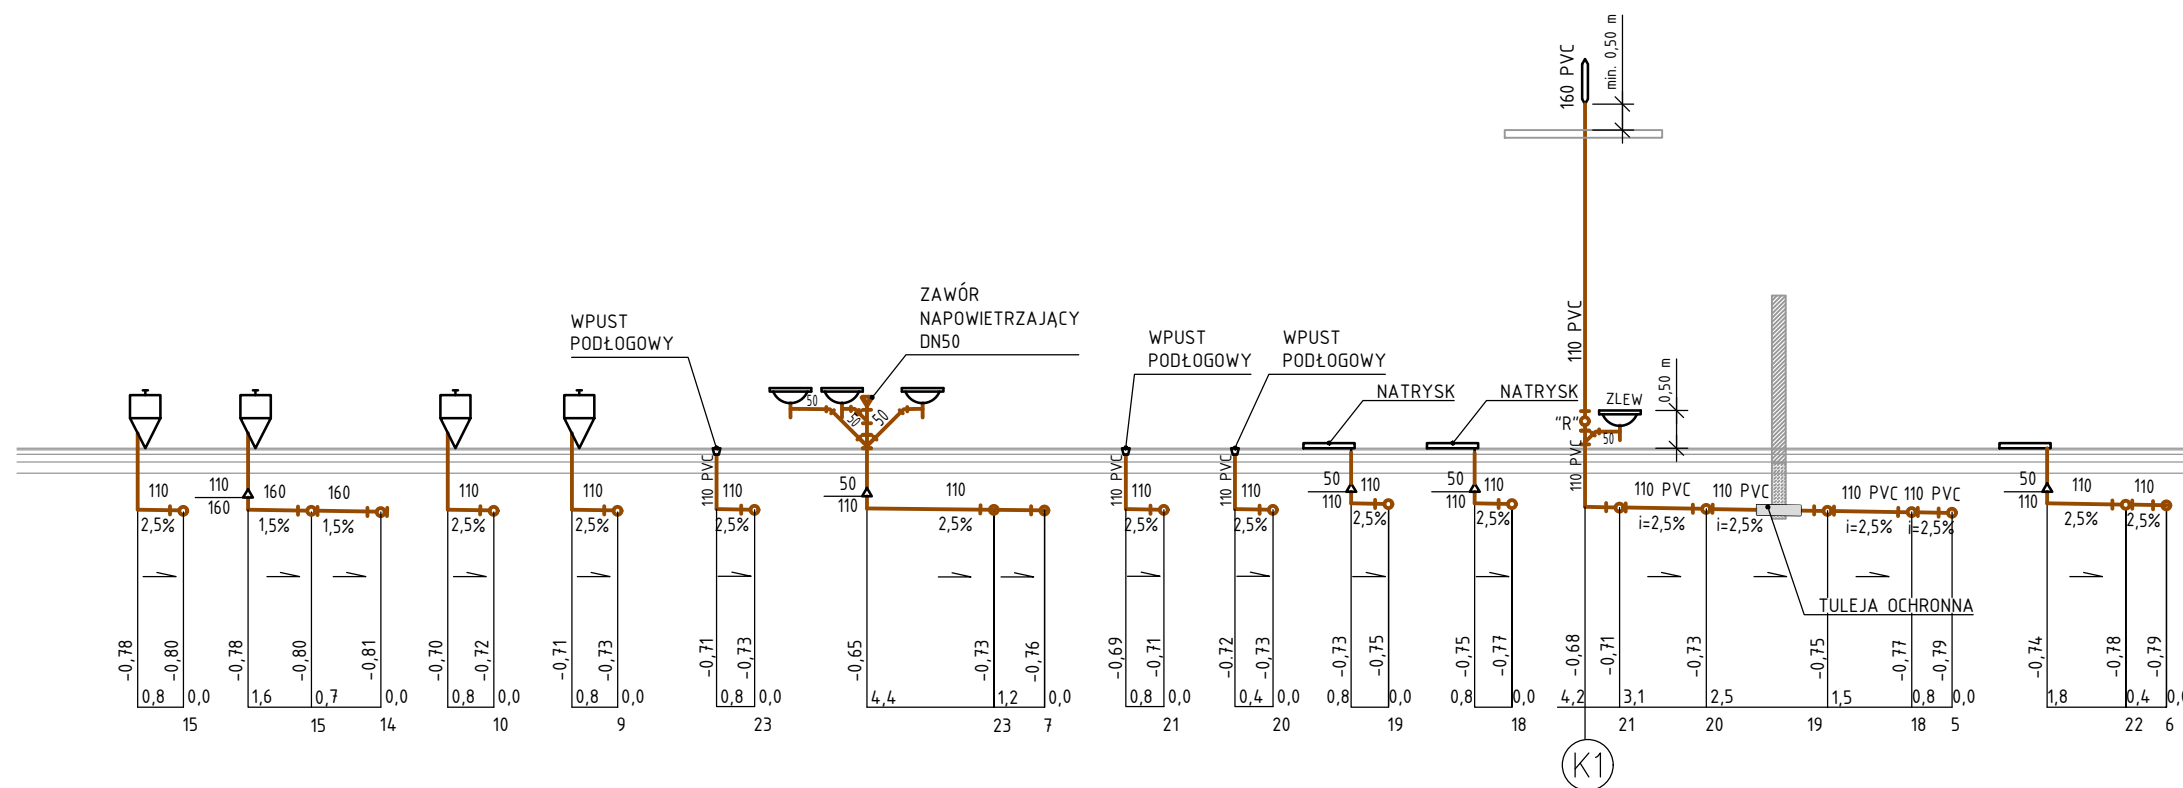 160 PVC
min. 0,50 m
ZAWÓR
NAPOWIETRZAJĄCY
DN50
WPUST
PODŁOGOWY
WPUST
PODŁOGOWY
WPUST
PODŁOGOWY
110 PVC
0,50 m
NATRYSK
NATRYSK
ZLEW
"R"
50
50
50
50
110 PVC
110 PVC
110 PVC
110 PVC
110
110
160
160
160
110
110
110
50
110
110
110
110
50
110
110
50
110
110
110 PVC
110 PVC
110 PVC
110 PVC
50
110
110
110
2,5%
1,5%
1,5%
2,5%
2,5%
2,5%
2,5%
2,5%
2,5%
2,5%
2,5%
i=2,5%
i=2,5%
i=2,5%
i=2,5%
2,5%
2,5%
TULEJA OCHRONNA
-0,78
-0,80
-0,78
-0,80
-0,81
-0,70
-0,72
-0,71
-0,73
-0,71
-0,73
-0,65
-0,73
-0,76
-0,69
-0,71
-0.72
-0,73
-0,73
-0,75
-0,75
-0,77
-0,68
-0,71
-0,73
-0,75
-0,77
-0,79
-0,74
-0,78
-0,79
0,8 0,0
1,6 0,7 0,0
0,8 0,0
0,8 0,0
0,8 0,0
4,4 1,2 0,0
0,8 0,0
0,4 0,0
0,8 0,0
0,8 0,0
4,2 3,1 2,5 1,5 0,8 0,0
1,8 0,4
15
15 14
10
9
23
23 7
21
20
19
18
21 20 19 18 5
22 6
K1